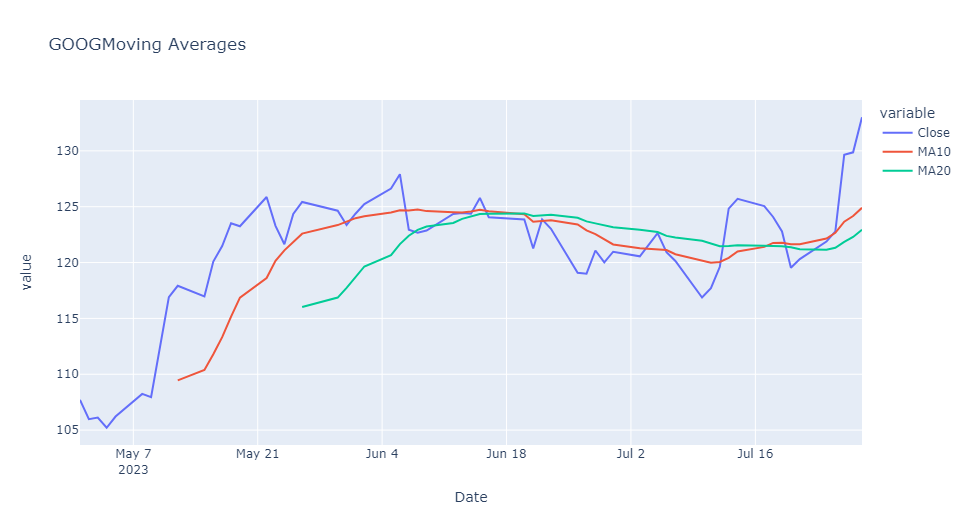 GOOGMoving Averages
variable
Close
MA10
MA20
value
130
125
120
115
110
105
May 7
2023
May 21
Jun 4
Jun 18
Jul 2
Jul 16
Date